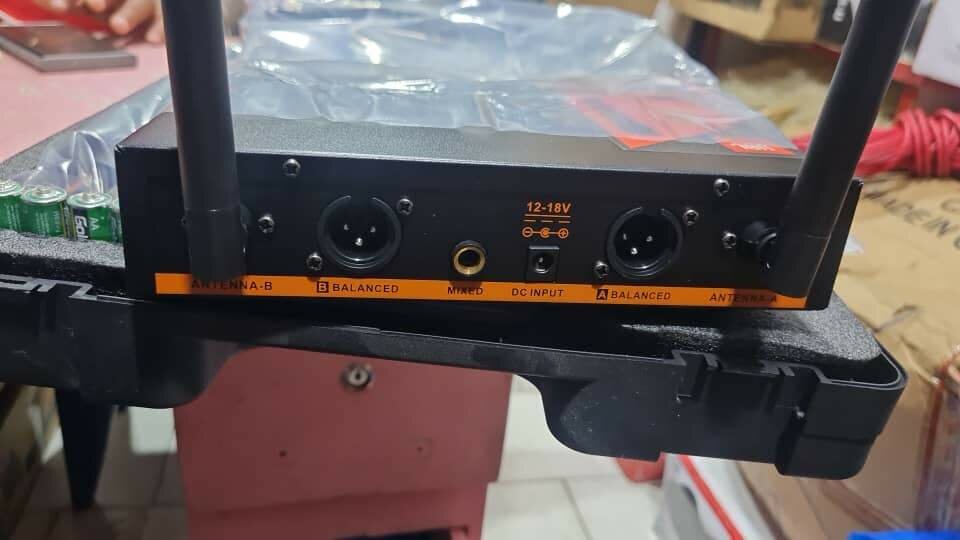 12-18V
ANTENNA-B
B BALANCED
MIXED
DC INPUT
A BALANCED
ANTENNA-A